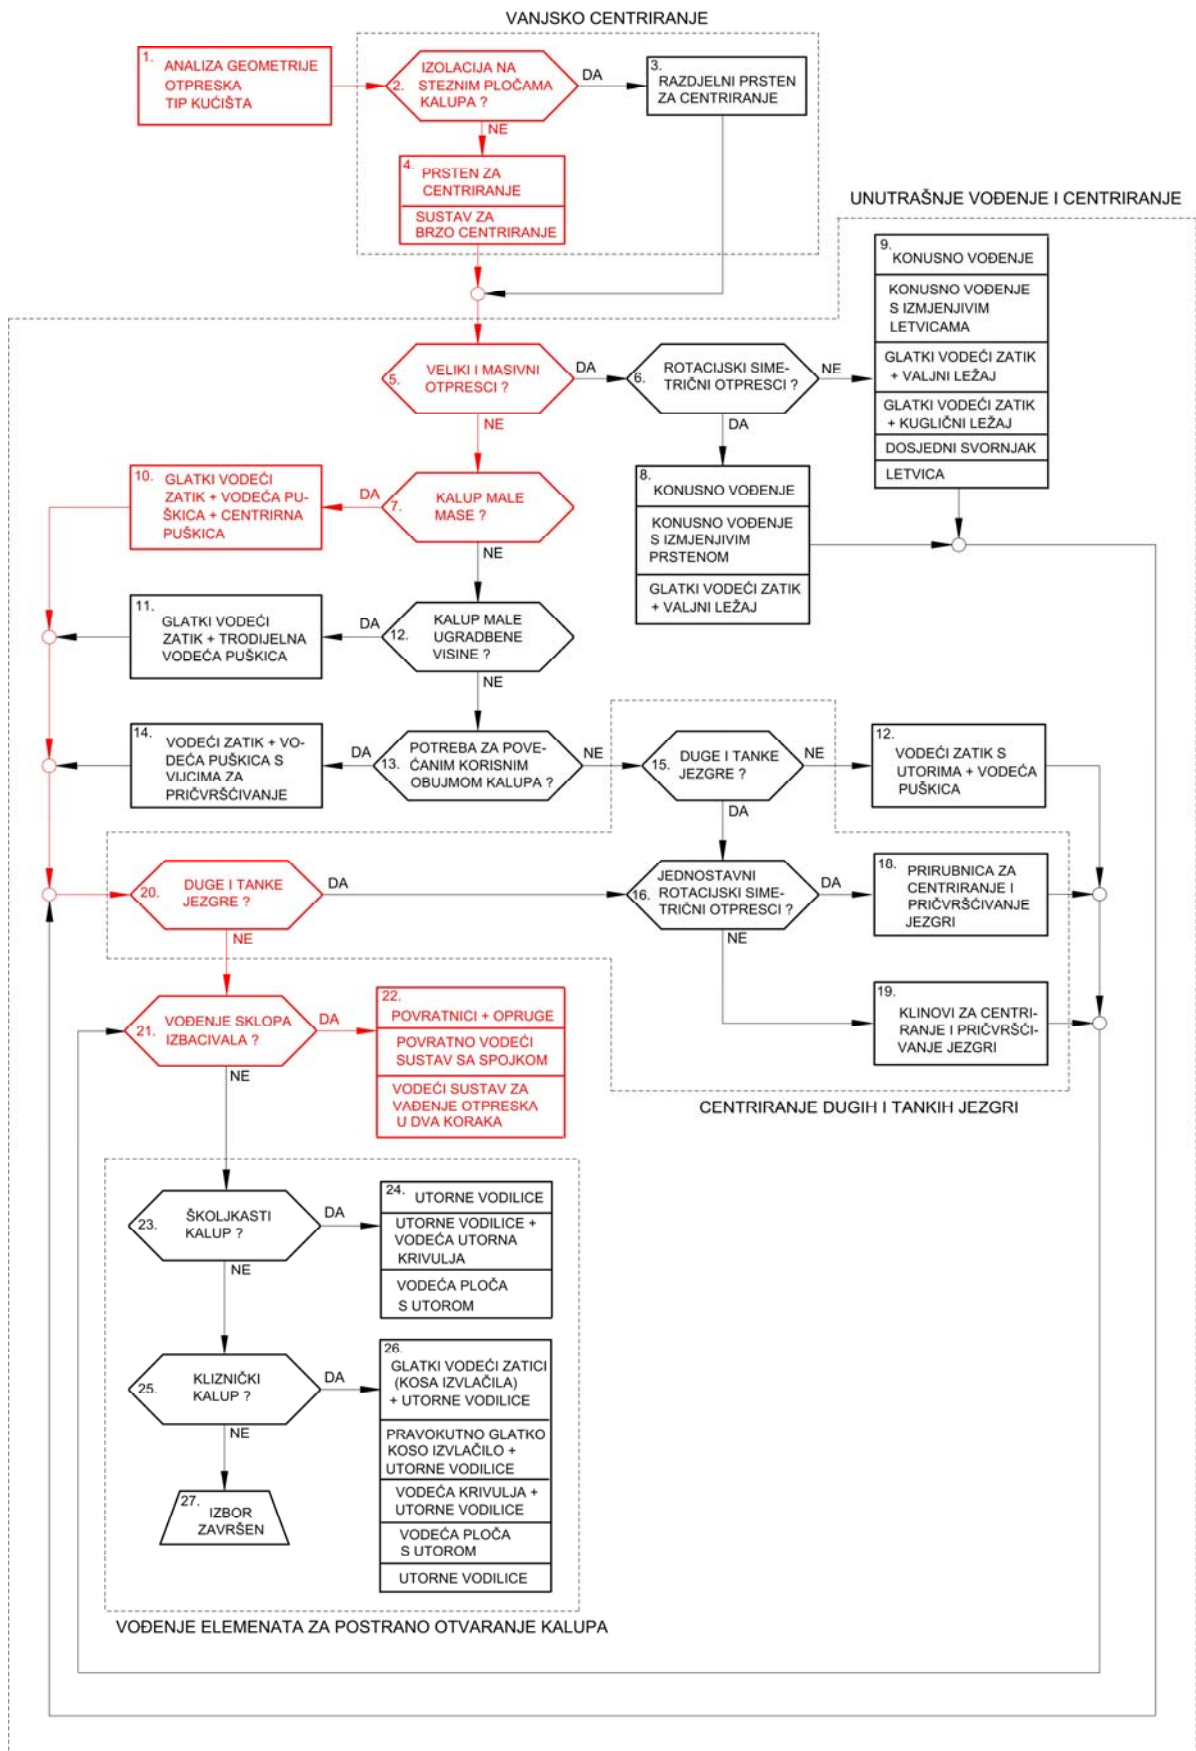 VANJSKO CENTRIRANJE
1. ANALIZA GEOMETRIJE
OTPRESKA
TIP KUĆIŠTA
IZOLACIJA NA
2. STEZNIM PLOČAMA
KALUPA ?
DA
3.
RAZDJELNI PRSTEN
ZA CENTRIRANJE
NE
4. PRSTEN ZA
CENTRIRANJE
SUSTAV ZA
BRZO CENTRIRANJE
UNUTRAŠNJE VOĐENJE I CENTRIRANJE
5. VELIKI I MASIVNI
OTPRESCI ?
DA
6. ROTACIJSKI SIME-
TRIČNI OTPRESCI ?
NE
9.
KONUSNO VOĐENJE
KONUSNO VOĐENJE
S IZMJENJIVIM
LETVICAMA
GLATKI VODEĆI ZATIK
+ VALJNI LEŽAJ
GLATKI VODEĆI ZATIK
+ KUGLIČNI LEŽAJ
DOSJEDNI SVORNJAK
LETVICA
NE
DA
8.
KONUSNO VOĐENJE
KONUSNO VOĐENJE
S IZMJENJIVIM
PRSTENOM
GLATKI VODEĆI ZATIK
+ VALJNI LEŽAJ
7. KALUP MALE
MASE ?
DA
10. GLATKI VODEĆI
ZATIK + VODEĆA PU-
ŠKICA + CENTRIRNA
PUŠKICA
NE
11.
GLATKI VODEĆI
ZATIK + TRODIJELNA
VODEĆA PUŠKICA
DA
KALUP MALE
12. UGRADBENE
VISINE ?
NE
14. VODEĆI ZATIK + VO-
DEĆA PUŠKICA S
VIJCIMA ZA
PRIČVRŠĆIVANJE
DA
POTREBA ZA POVE-
13. ĆANIM KORISNIM
OBUJMOM KALUPA ?
NE
15. DUGE I TANKE
JEZGRE ?
NE
12.
VODEĆI ZATIK S
UTORIMA + VODEĆA
PUŠKICA
DA
20. DUGE I TANKE
JEZGRE ?
DA
JEDNOSTAVNI
16. ROTACIJSKI SIME-
TRIČNI OTPRESCI ?
DA
18. PRIRUBNICA ZA
CENTRIRANJE I
PRIČVRŠĆIVANJE
JEZGRI
NE
NE
19.
KLINOVI ZA CENTRI-
RANJE I PRIČVRŠĆI-
VANJE JEZGRI
21. VOĐENJE SKLOPA
IZBACIVALA ?
DA
22.
POVRATNICI + OPRUGE
POVRATNO VODEĆI
SUSTAV SA SPOJKOM
VODEĆI SUSTAV ZA
VAĐENJE OTPRESKA
U DVA KORAKA
NE
CENTRIRANJE DUGIH I TANKIH JEZGRI
23. ŠKOLJKASTI
KALUP ?
DA
24.
UTORNE VODILICE
UTORNE VODILICE +
VODEĆA UTORNA
KRIVULJA
VODEĆA PLOČA
S UTOROM
NE
25. KLIZNIČKI
KALUP ?
DA
26.
GLATKI VODEĆI ZATICI
(KOSA IZVLAČILA)
+ UTORNE VODILICE
PRAVOKUTNO GLATKO
KOSO IZVLAČILO +
UTORNE VODILICE
VODEĆA KRIVULJA +
UTORNE VODILICE
VODEĆA PLOČA
S UTOROM
UTORNE VODILICE
NE
27.
IZBOR
ZAVRŠEN
VOĐENJE ELEMENATA ZA POSTRANO OTVARANJE KALUPA